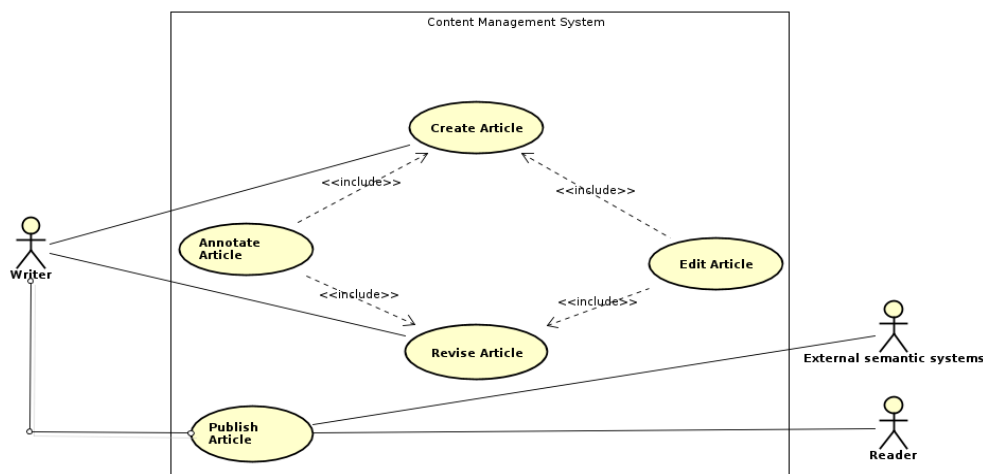 Content Management System
Create Article
<<include>>
<<include>>
Annotate
Article
Edit Article
Writer
<<include>>
<<include>>
Revise Article
External semantic systems
Publish
Article
Reader